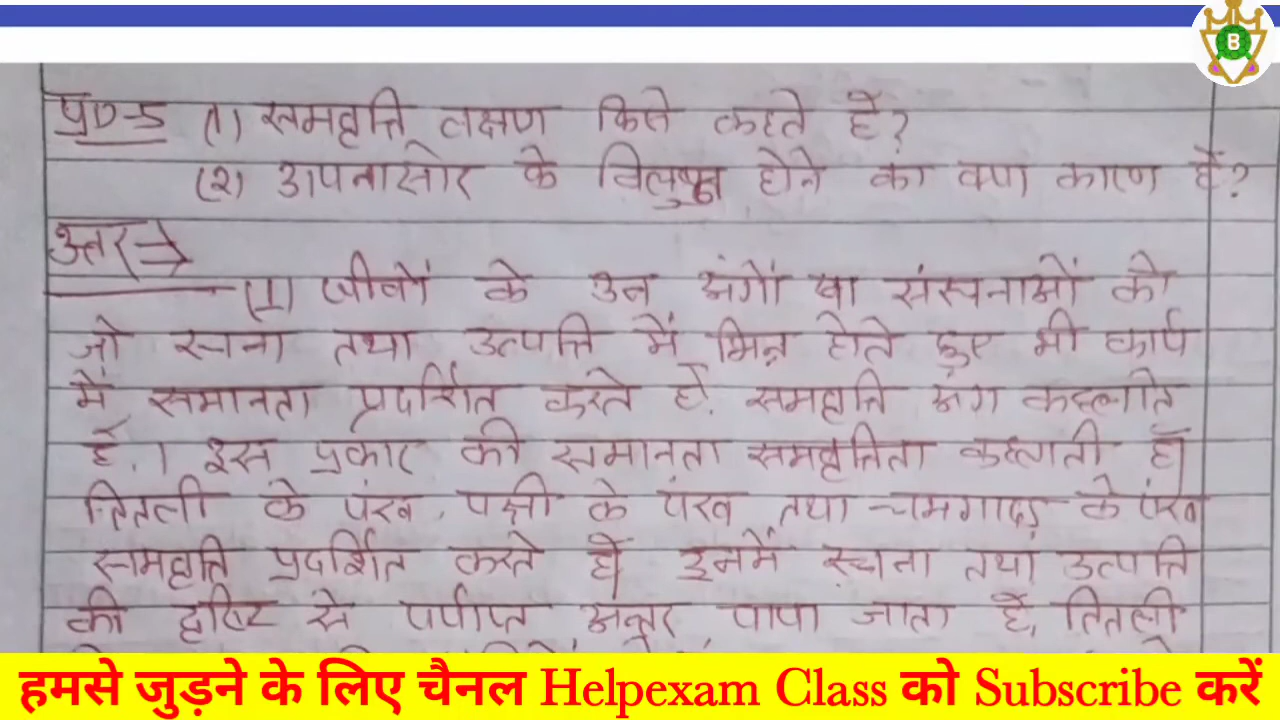 B
प्र०-5 (1) समवृत्ति लक्षण किसे कहते हैं?
(2) डायनासोर के विलुप्त होने का क्या कारण है?
उत्तर→
(1) जीवों के उन अंगों या संरचनाओं को
जो रचना तथा उत्पत्ति में भिन्न होते हुए भी कार्य
में समानता प्रदर्शित करते हैं. समवृत्ति अंग कहलाते
हैं.। इस प्रकार की समानता समवृत्तिता कहलाती है।
तितली के पंख, पक्षी के पंख तथा चमगादड़ के पंख
समवृत्ति प्रदर्शित करते हैं इनमें रचना तथा उत्पत्ति
की दृष्टि से पर्याप्त अन्तर पाया जाता है, तितली
हमसे जुड़ने के लिए चैनल Helpexam Class को Subscribe करें